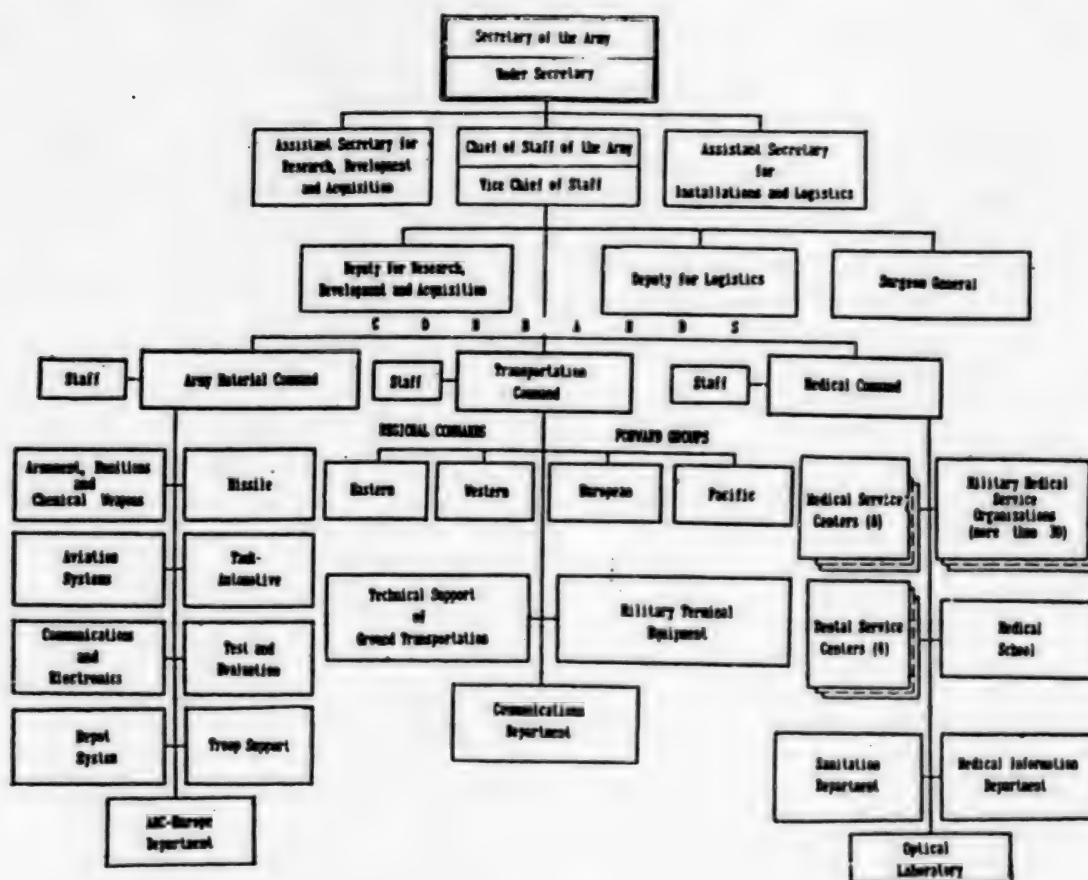 Secretary of the Army
Under Secretary
Assistant Secretary for
Research, Development
and Acquisition
Chief of Staff of the Army
Vice Chief of Staff
Assistant Secretary
for
Installations and Logistics
Deputy for Research,
Development and Acquisition
Deputy for Logistics
Surgeon General
C O M M A N D S
Staff
Army Material Command
Staff
Transportation
Command
Staff
Medical Command
REGIONAL COMMANDS
FORWARD GROUPS
Armament, Munitions
and
Chemical Weapons
Missile
Eastern
Western
European
Pacific
Medical Service
Centers (8)
Military Medical
Service
Organizations
(more than 30)
Aviation
Systems
Tank-
Automotive
Technical Support
of
Ground Transportation
Military Terminal
Equipment
Communications
and
Electronics
Test and
Evaluation
Dental Service
Centers
Medical
School
Depot
System
Troop Support
Communications
Department
Sanitation
Department
Medical Information
Department
AMC-Europe
Department
Optical
Laboratory